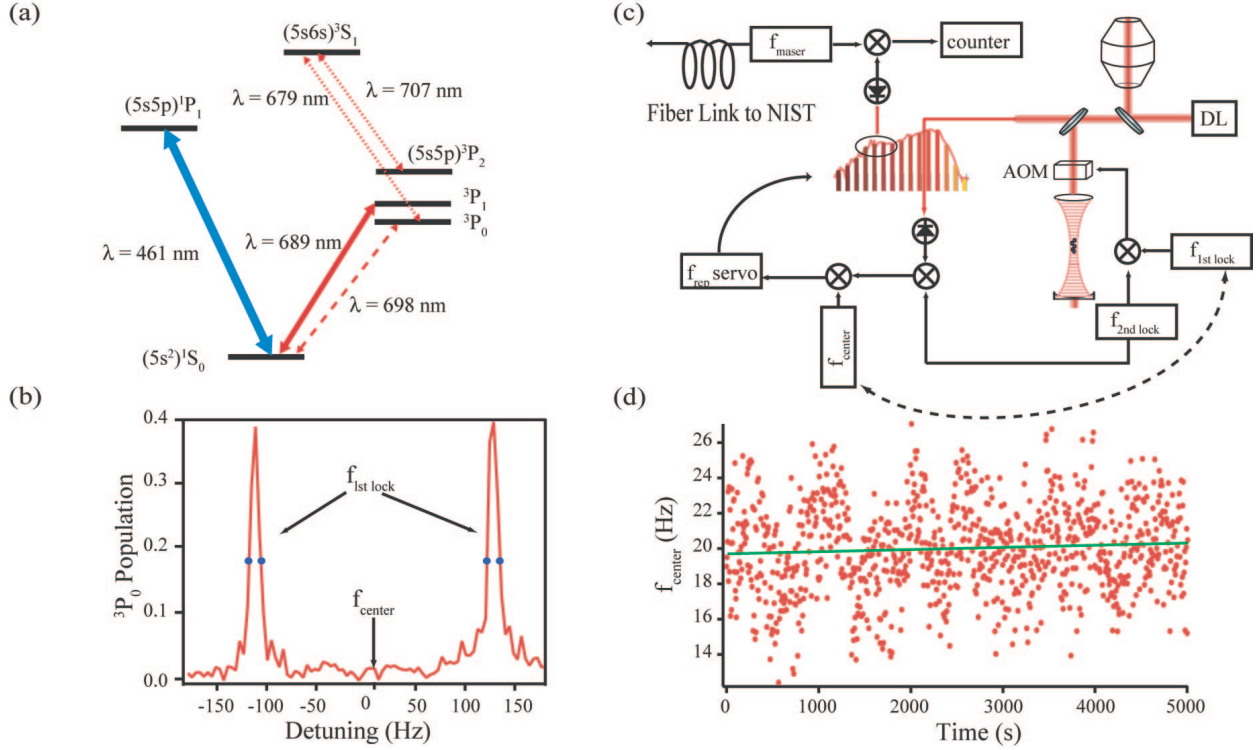 (a)
(5s6s)³S₁
λ = 679 nm
λ = 707 nm
(5s5p)¹P₁
(5s5p)³P₂
³P₁
³P₀
λ = 461 nm
λ = 689 nm
λ = 698 nm
(5s²)¹S₀
(b)
0.4
0.3
0.2
0.1
0.0
³P₀ Population
f1st lock
fcenter
-150
-100
-50
0
50
100
150
Detuning (Hz)
(c)
fmaser
counter
Fiber Link to NIST
DL
AOM
f1st lock
frep servo
f2nd lock
fcenter
(d)
26
24
22
20
18
16
14
fcenter (Hz)
0
1000
2000
3000
4000
5000
Time (s)